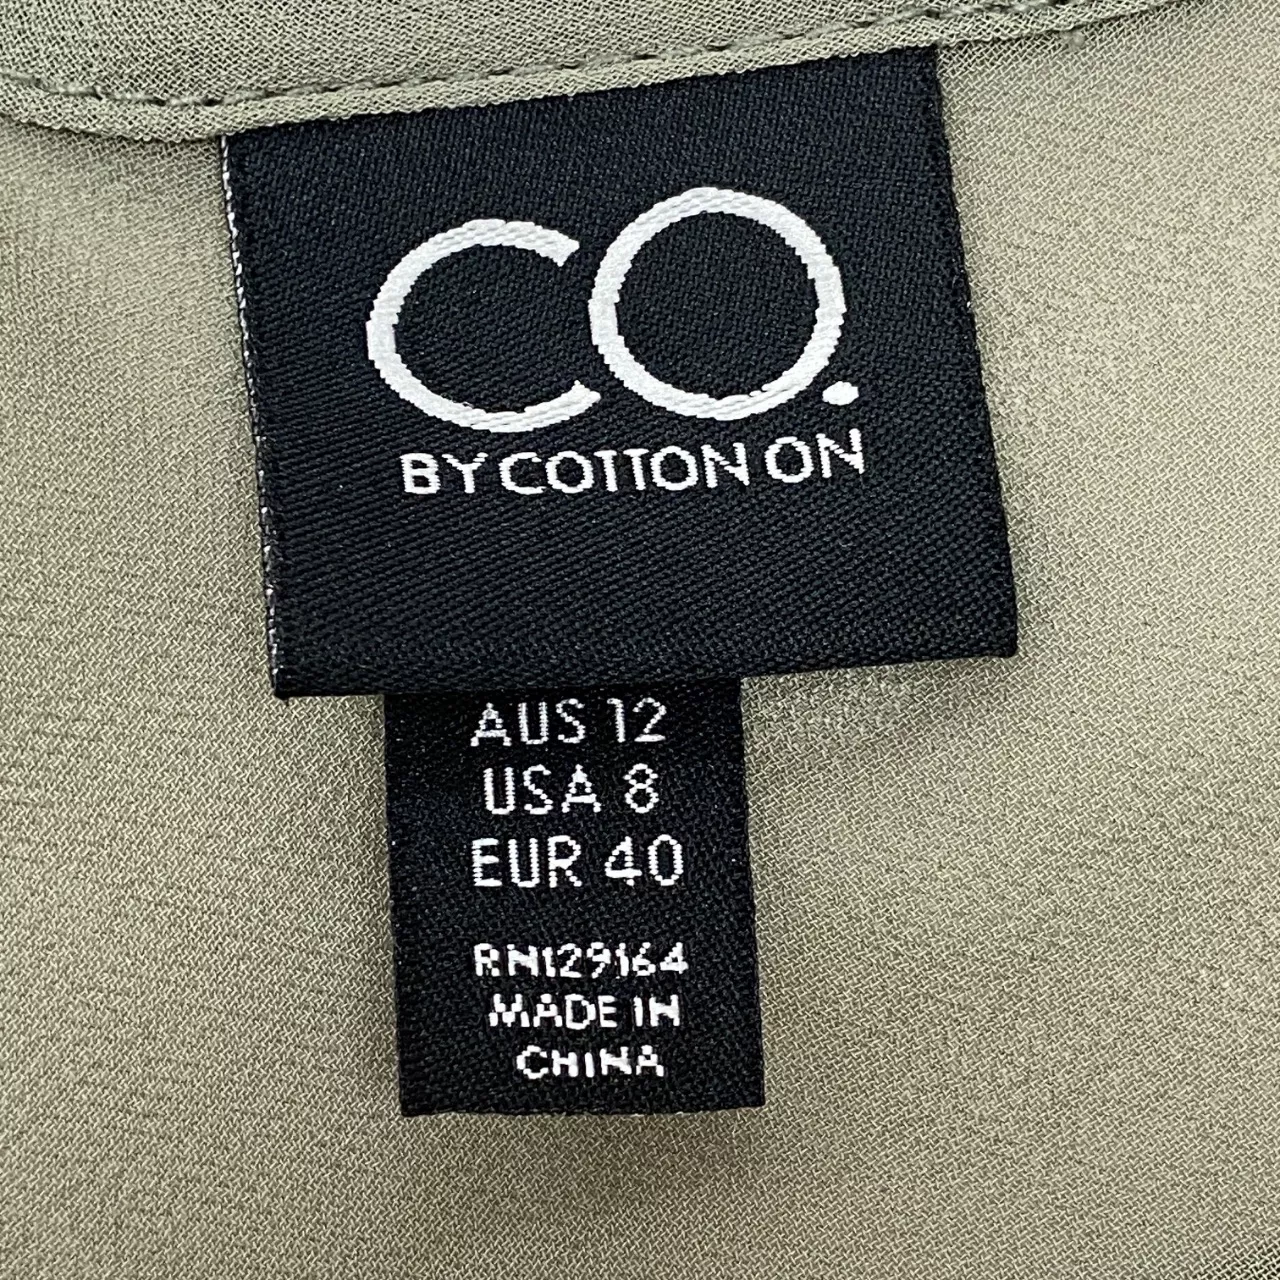 CO.
BY COTTON ON
AUS 12
USA 8
EUR 40
RN129164
MADE IN
CHINA